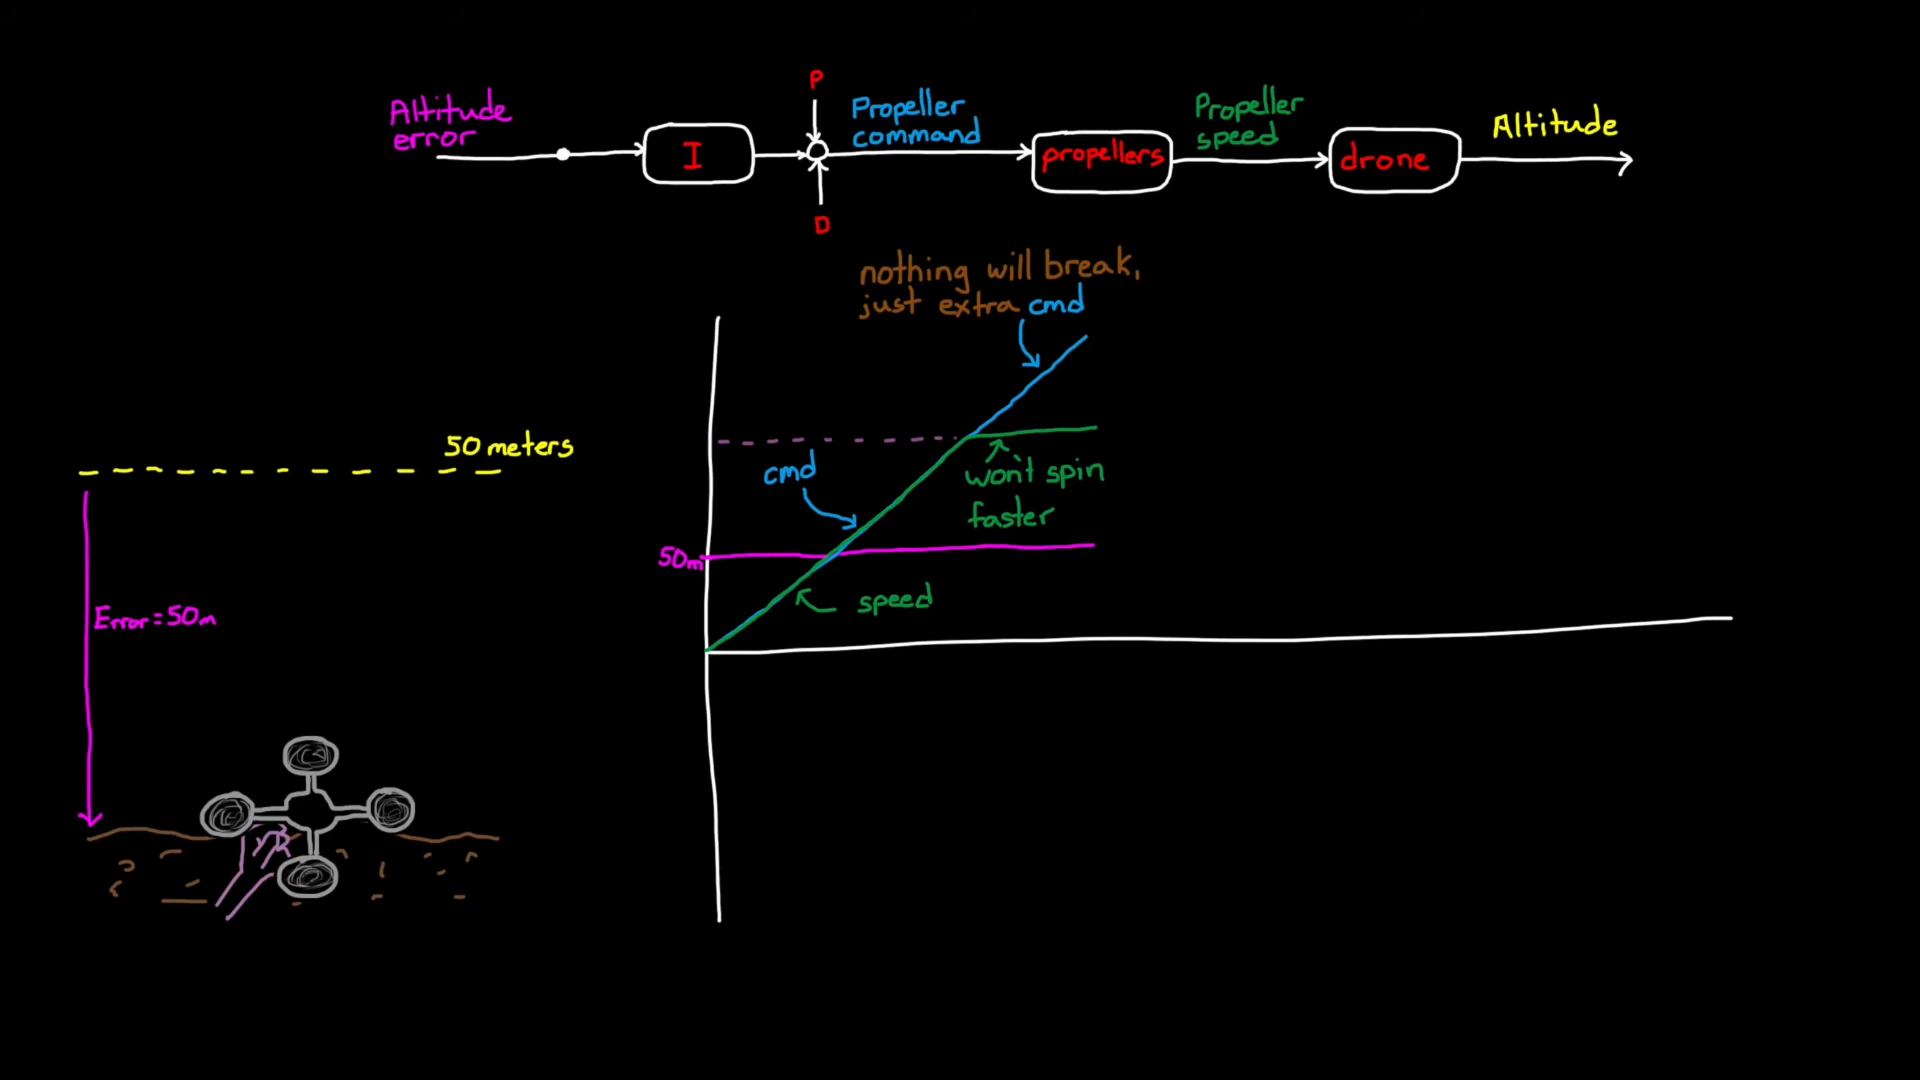 P
Altitude
error
I
Propeller
command
propellers
Propeller
speed
drone
Altitude
D
nothing will break,
just extra cmd
50 meters
cmd
won't spin
faster
50m
speed
Error=50m